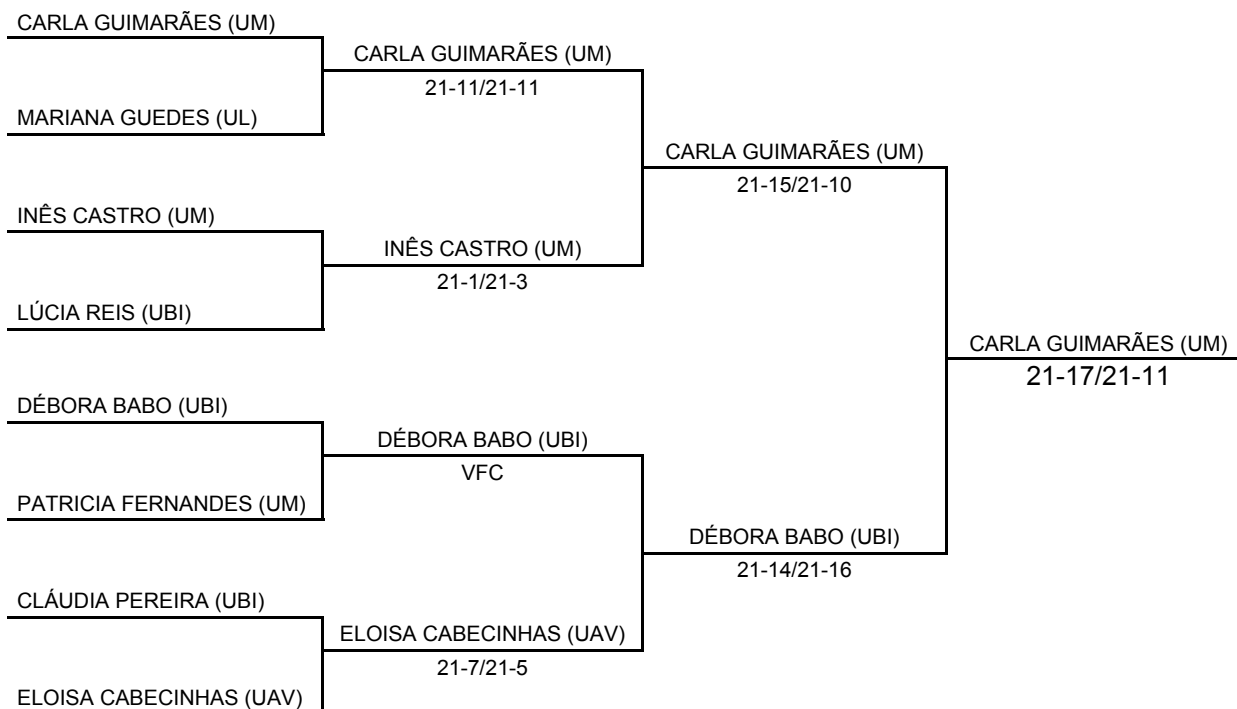 CARLA GUIMARÃES (UM)
CARLA GUIMARÃES (UM)
21-11/21-11
MARIANA GUEDES (UL)
CARLA GUIMARÃES (UM)
21-15/21-10
INÊS CASTRO (UM)
INÊS CASTRO (UM)
21-1/21-3
LÚCIA REIS (UBI)
CARLA GUIMARÃES (UM)
21-17/21-11
DÉBORA BABO (UBI)
DÉBORA BABO (UBI)
VFC
PATRICIA FERNANDES (UM)
DÉBORA BABO (UBI)
21-14/21-16
CLÁUDIA PEREIRA (UBI)
ELOISA CABECINHAS (UAV)
21-7/21-5
ELOISA CABECINHAS (UAV)